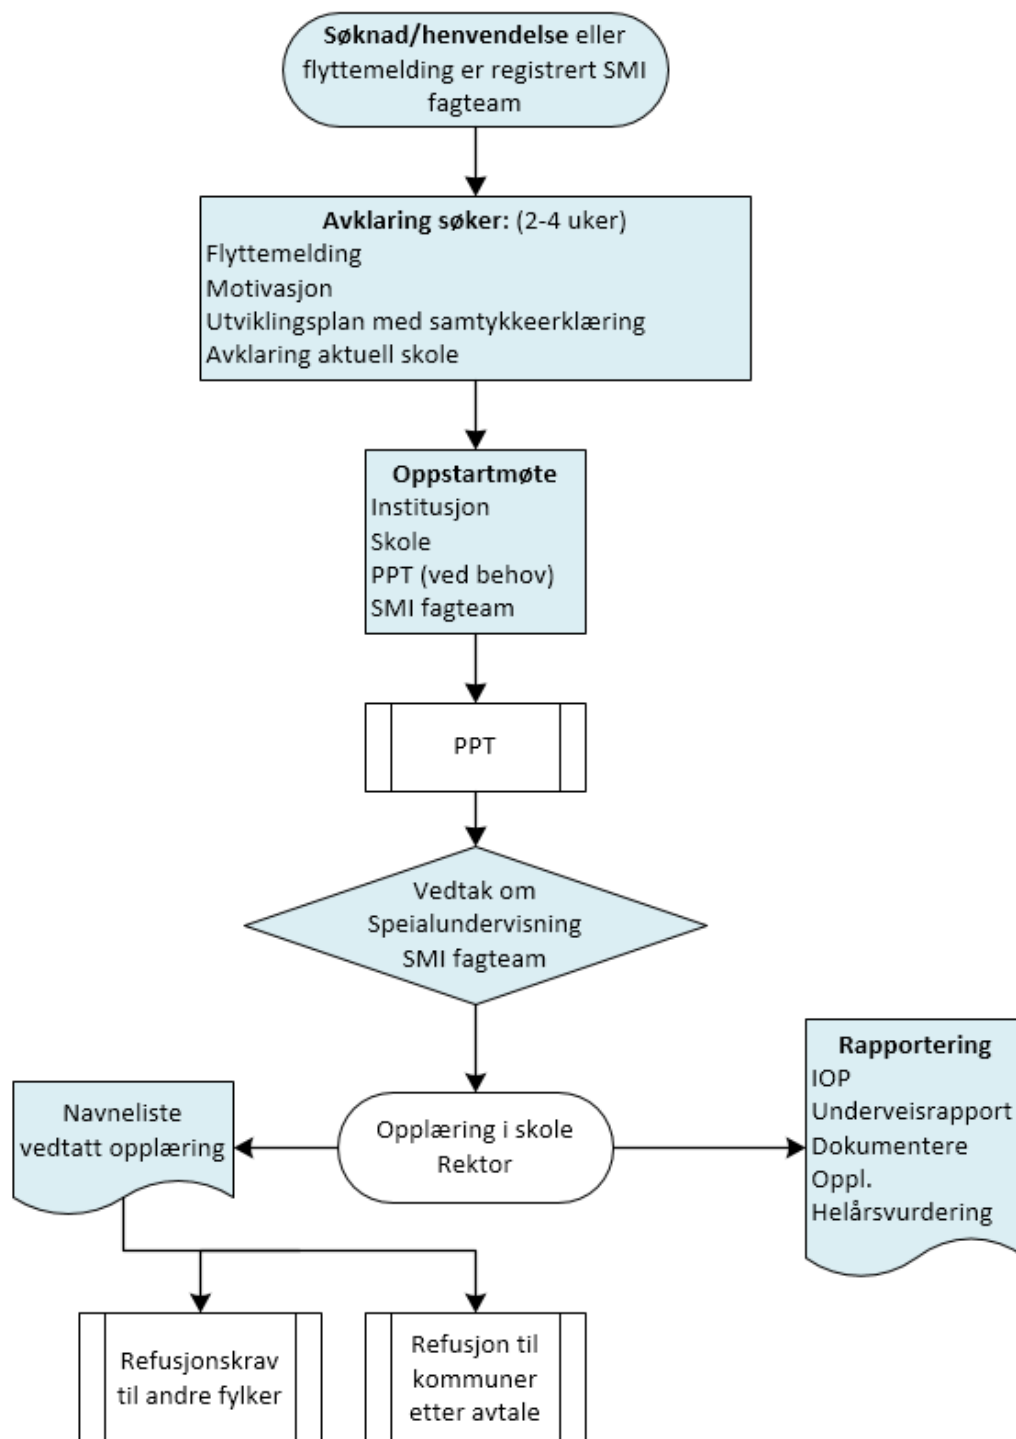 Søknad/henvendelse eller
flyttemelding er registrert SMI
fagteam
Avklaring søker: (2-4 uker)
Flyttemelding
Motivasjon
Utviklingsplan med samtykkeerklæring
Avklaring aktuell skole
Oppstartmøte
Institusjon
Skole
PPT (ved behov)
SMI fagteam
PPT
Vedtak om
Speialundervisning
SMI fagteam
Navneliste
vedtatt opplæring
Opplæring i skole
Rektor
Rapportering
IOP
Underveisrapport
Dokumentere
Oppl.
Helårsvurdering
Refusjonskrav
til andre fylker
Refusjon til
kommuner
etter avtale